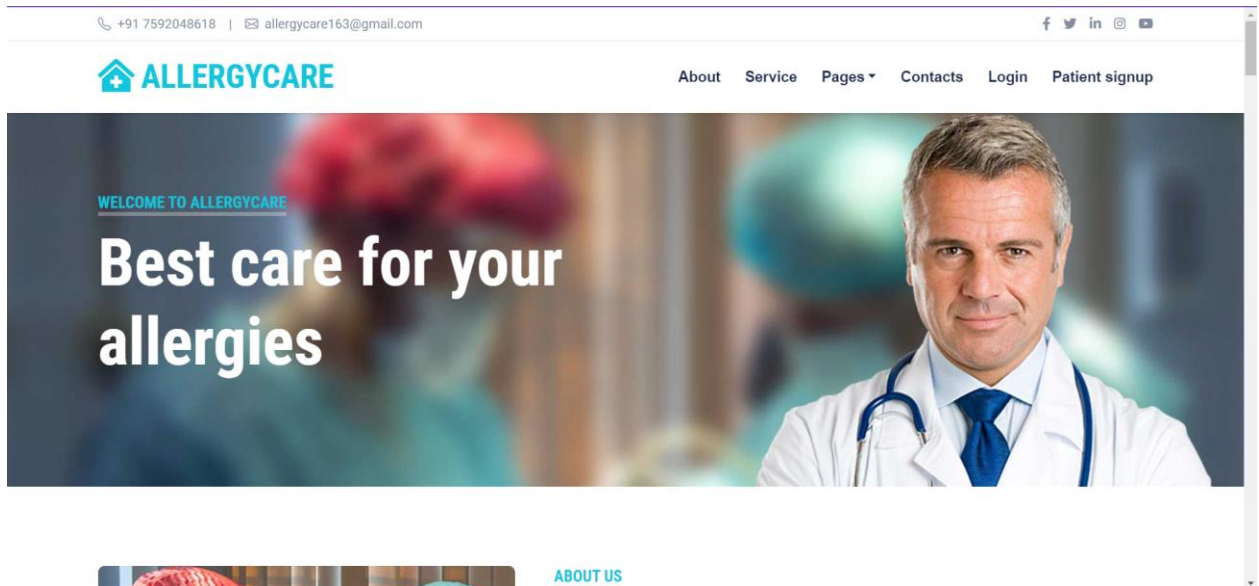 +91 7592048618 | allergycare163@gmail.com
ALLERGYCARE
About Service Pages Contacts Login Patient signup
WELCOME TO ALLERGYCARE
Best care for your
allergies
ABOUT US